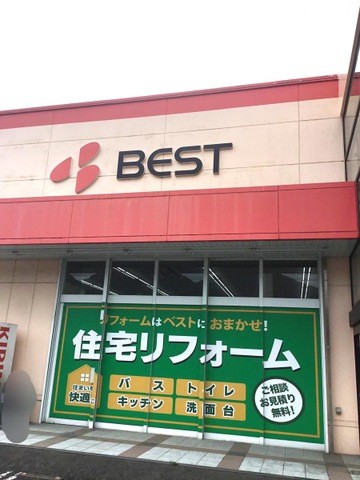 BEST
リフォームはベストにおまかせ!
住宅リフォーム
住まいを
快適に
バス
トイレ
キッチン
洗面台
ご相談
お見積り
無料!